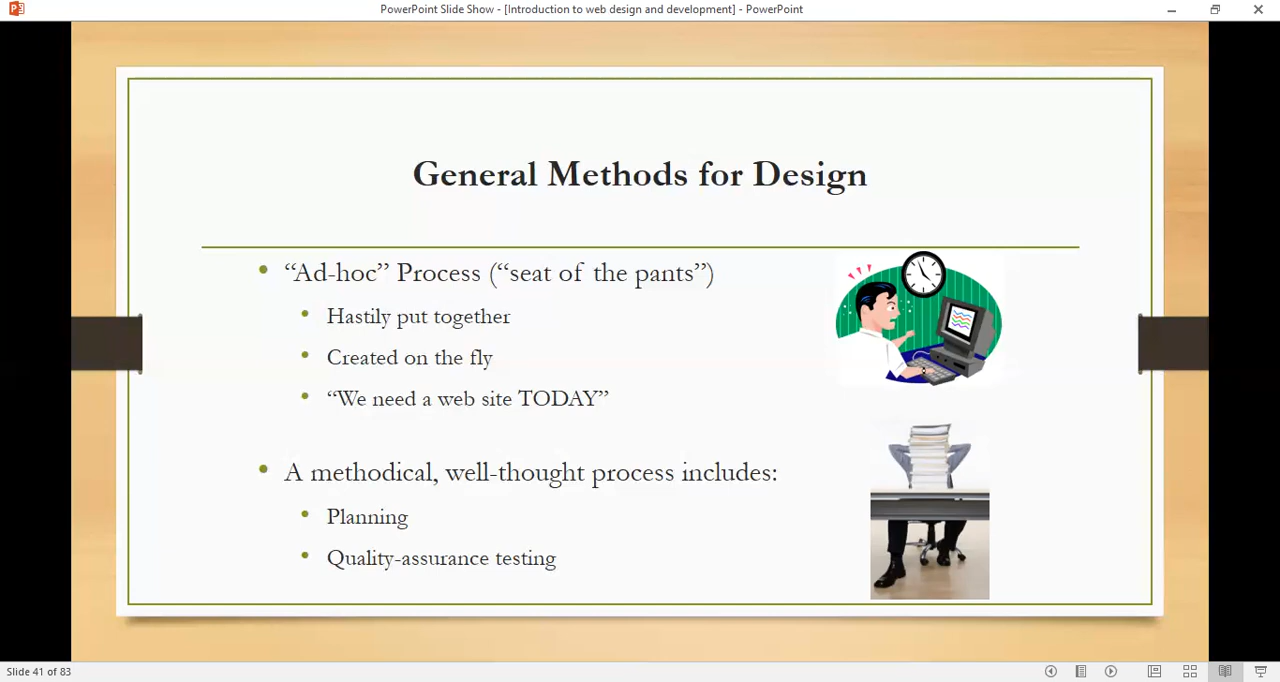 PowerPoint Slide Show - [Introduction to web design and development] - PowerPoint
General Methods for Design
• “Ad-hoc” Process (“seat of the pants”)
• Hastily put together
• Created on the fly
• “We need a web site TODAY”
• A methodical, well-thought process includes:
• Planning
• Quality-assurance testing
Slide 41 of 83